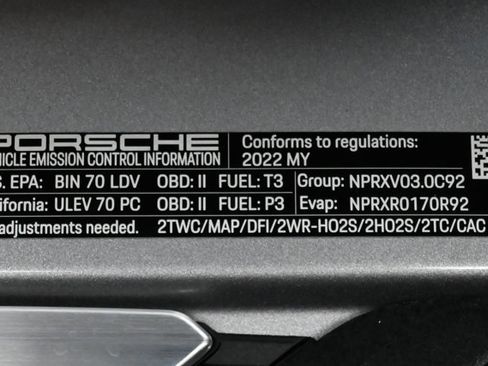 PORSCHE Conforms to regulations:
VEHICLE EMISSION CONTROL INFORMATION 2022 MY
S. EPA: BIN 70 LDV OBD: II FUEL: T3 Group: NPRXV03.0C92
lifornia: ULEV 70 PC OBD: II FUEL: P3 Evap: NPRXR0170R92
adjustments needed. 2TWC/MAP/DFI/2WR-HO2S/2HO2S/2TC/CAC